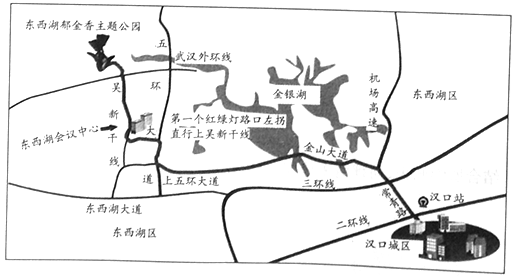 东西湖郁金香主题公园
五环大道
武汉外环线
吴新干线
金银湖
机场高速
东西湖区
第一个红绿灯路口左拐
直行上吴新干线
东西湖会议中心
金山大道
上五环大道
三环线
常青路
汉口站
东西湖大道
二环线
东西湖区
汉口城区